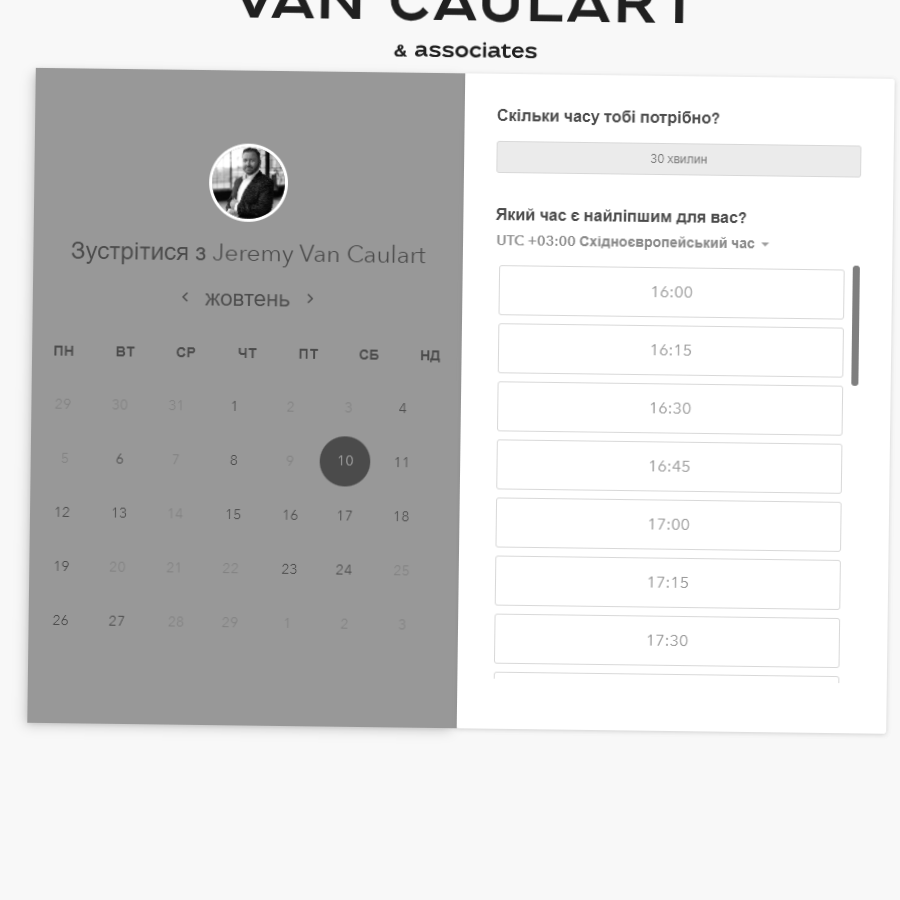 VAN CAULART
& associates
Зустрітися з Jeremy Van Caulart
‹ жовтень ›
ПН ВТ СР ЧТ ПТ СБ НД
29 30 31 1 2 3 4
5 6 7 8 9 10 11
12 13 14 15 16 17 18
19 20 21 22 23 24 25
26 27 28 29 1 2 3
Скільки часу тобі потрібно?
30 хвилин
Який час є найліпшим для вас?
UTC +03:00 Східноєвропейський час
16:00
16:15
16:30
16:45
17:00
17:15
17:30